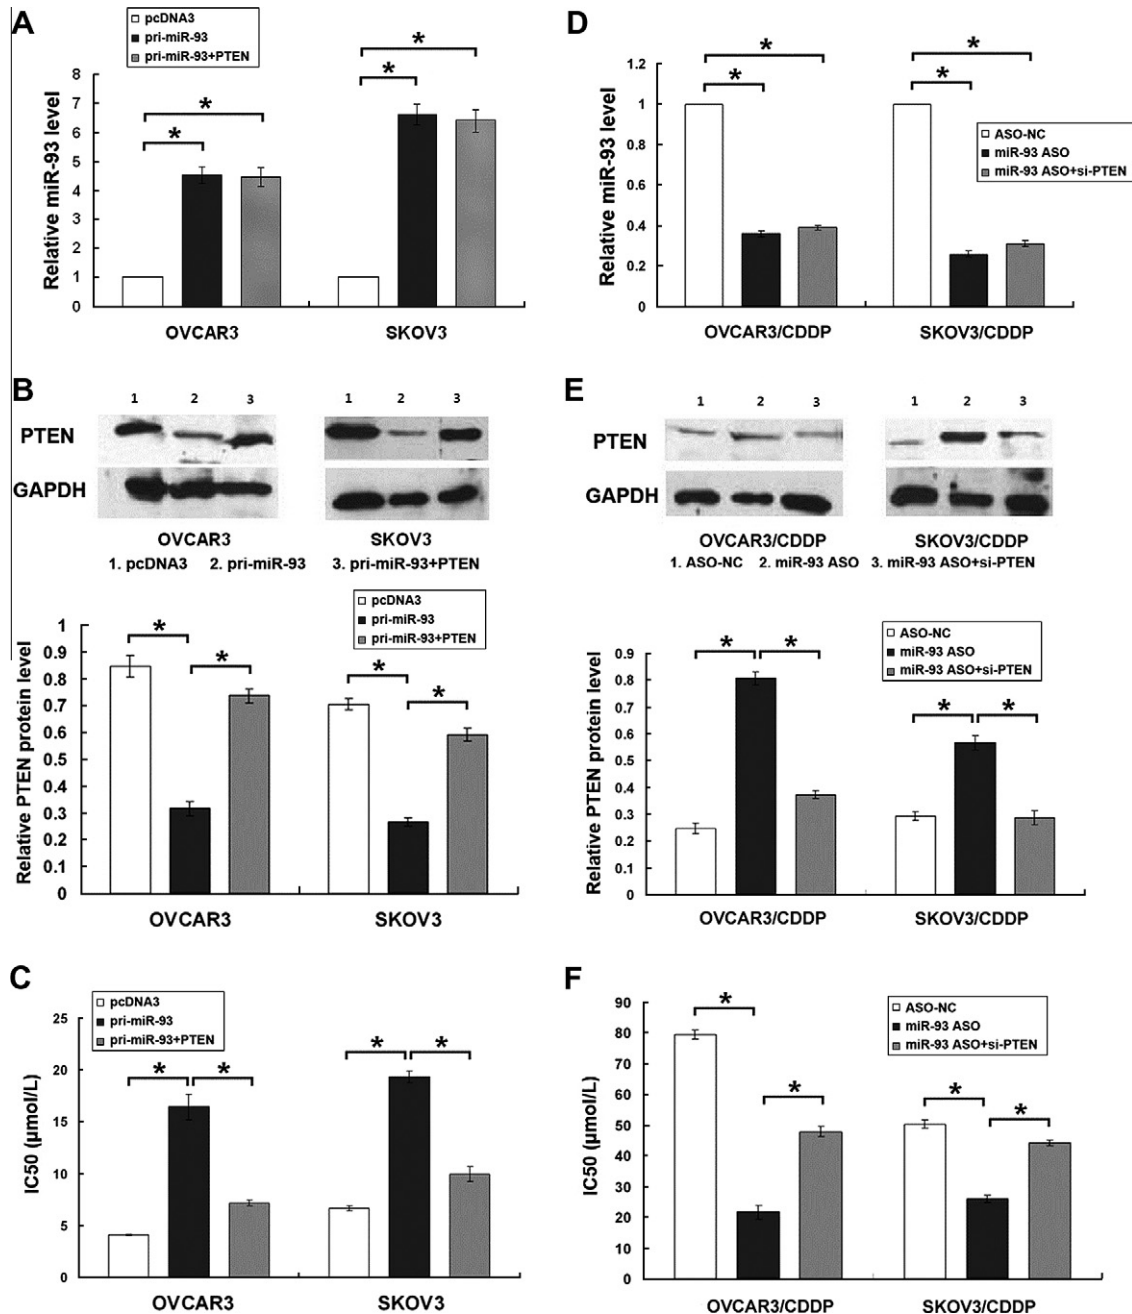 A
pcDNA3
pri-miR-93
pri-miR-93+PTEN
Relative miR-93 level
8
7
6
5
4
3
2
1
0
* * * *
OVCAR3 SKOV3
B
1 2 3 1 2 3
PTEN
GAPDH
OVCAR3 SKOV3
1. pcDNA3 2. pri-miR-93 3. pri-miR-93+PTEN
pcDNA3
pri-miR-93
pri-miR-93+PTEN
Relative PTEN protein level
1
0.9
0.8
0.7
0.6
0.5
0.4
0.3
0.2
0.1
0
* * * *
OVCAR3 SKOV3
C
pcDNA3
pri-miR-93
pri-miR-93+PTEN
IC50 (μmol/L)
25
20
15
10
5
0
* * * *
OVCAR3 SKOV3
D
Relative miR-93 level
1.2
1
0.8
0.6
0.4
0.2
0
* * * *
ASO-NC
miR-93 ASO
miR-93 ASO+si-PTEN
OVCAR3/CDDP SKOV3/CDDP
E
1 2 3 1 2 3
PTEN
GAPDH
OVCAR3/CDDP SKOV3/CDDP
1. ASO-NC 2. miR-93 ASO 3. miR-93 ASO+si-PTEN
ASO-NC
miR-93 ASO
miR-93 ASO+si-PTEN
Relative PTEN protein level
0.9
0.8
0.7
0.6
0.5
0.4
0.3
0.2
0.1
0
* * * *
OVCAR3/CDDP SKOV3/CDDP
F
ASO-NC
miR-93 ASO
miR-93 ASO+si-PTEN
IC50 (μmol/L)
90
80
70
60
50
40
30
20
10
0
* * * *
OVCAR3/CDDP SKOV3/CDDP